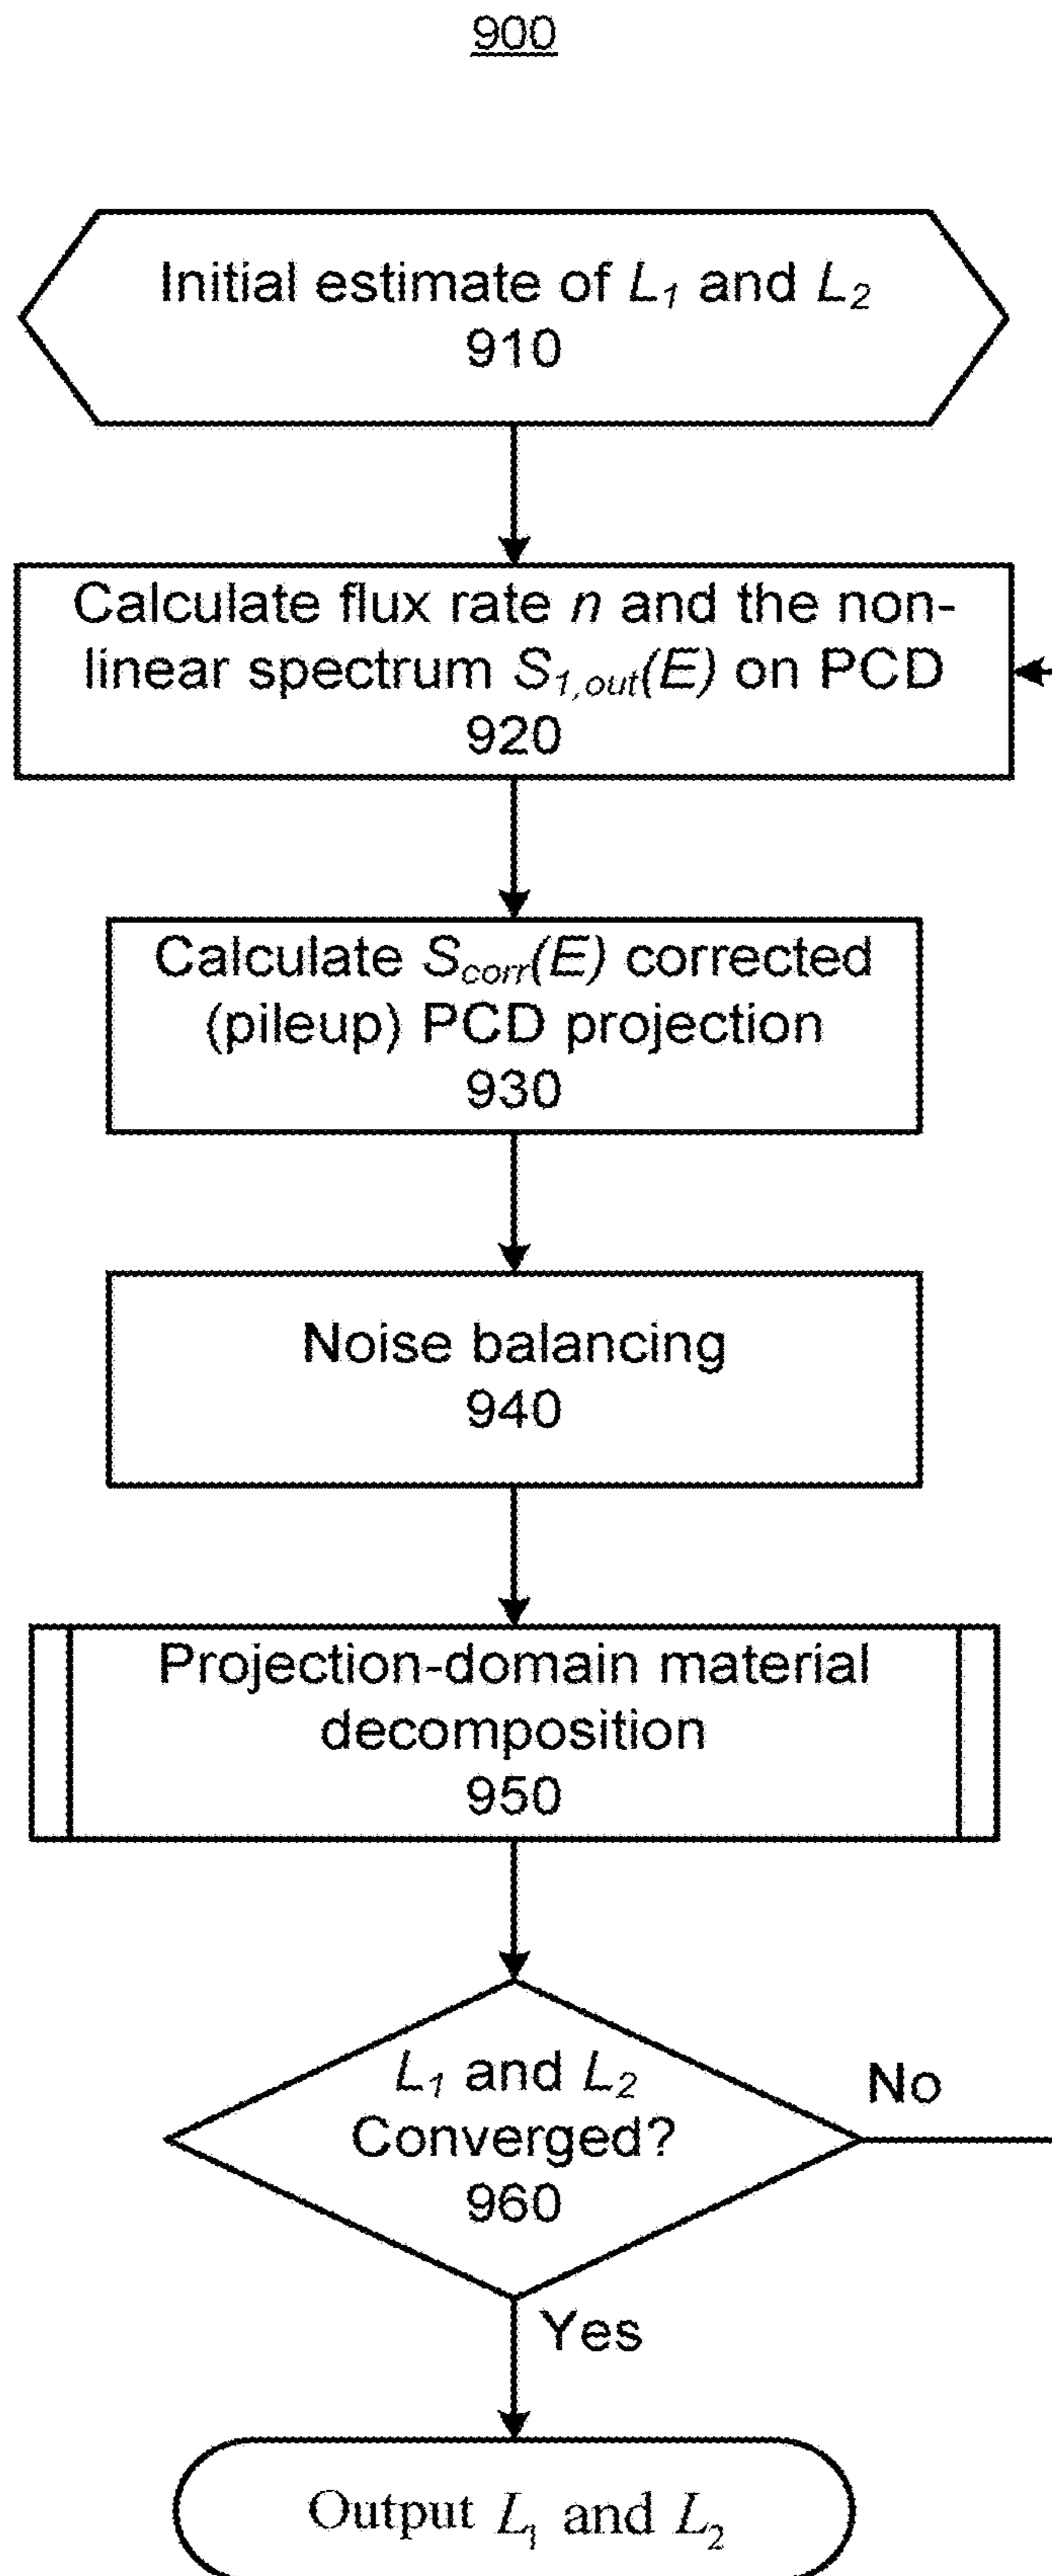 900
Initial estimate of L₁ and L₂
910
Calculate flux rate n and the non-
linear spectrum S₁,ₒᵤₜ(E) on PCD
920
Calculate Scorr(E) corrected
(pileup) PCD projection
930
Noise balancing
940
Projection-domain material
decomposition
950
L₁ and L₂
Converged?
960
No
Yes
Output L₁ and L₂